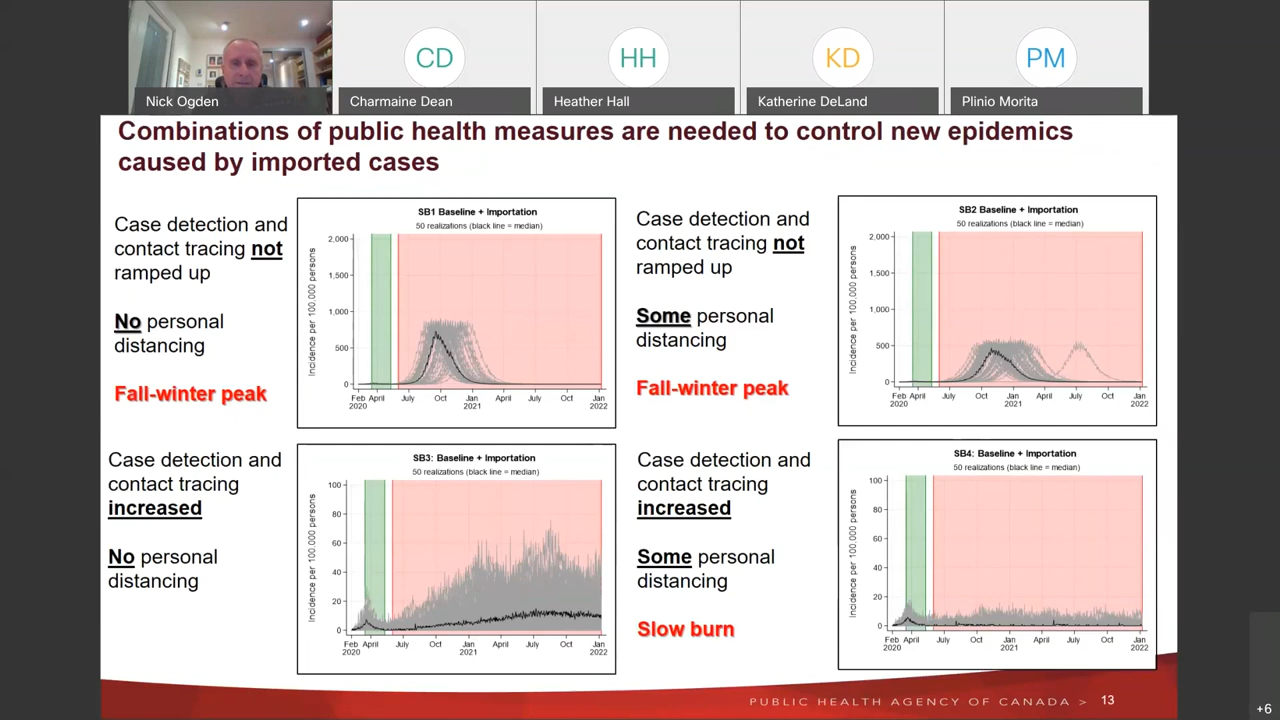 CD
HH
KD
PM
Nick Ogden
Charmaine Dean
Heather Hall
Katherine DeLand
Plinio Morita
Combinations of public health measures are needed to control new epidemics
caused by imported cases
Case detection and
contact tracing not
ramped up
No personal
distancing
Fall-winter peak
SB1 Baseline + Importation
50 realizations (black line = median)
Incidence per 100.000 persons
2,000
1,500
1,000
500
0
Feb April July Oct Jan April July Oct Jan
2020 2021 2022
Case detection and
contact tracing not
ramped up
Some personal
distancing
Fall-winter peak
SB2 Baseline + Importation
50 realizations (black line = median)
Incidence per 100.000 persons
2,000
1,500
1,000
500
0
Feb April July Oct Jan April July Oct Jan
2020 2021 2022
Case detection and
contact tracing
increased
No personal
distancing
SB3: Baseline + Importation
50 realizations (black line = median)
Incidence per 100.000 persons
100
80
60
40
20
0
Feb April July Oct Jan April July Oct Jan
2020 2021 2022
Case detection and
contact tracing
increased
Some personal
distancing
Slow burn
SB4: Baseline + Importation
50 realizations (black line = median)
Incidence per 100.000 persons
100
80
60
40
20
0
Feb April July Oct Jan April July Oct Jan
2020 2021 2022
PUBLIC HEALTH AGENCY OF CANADA > 13
+6